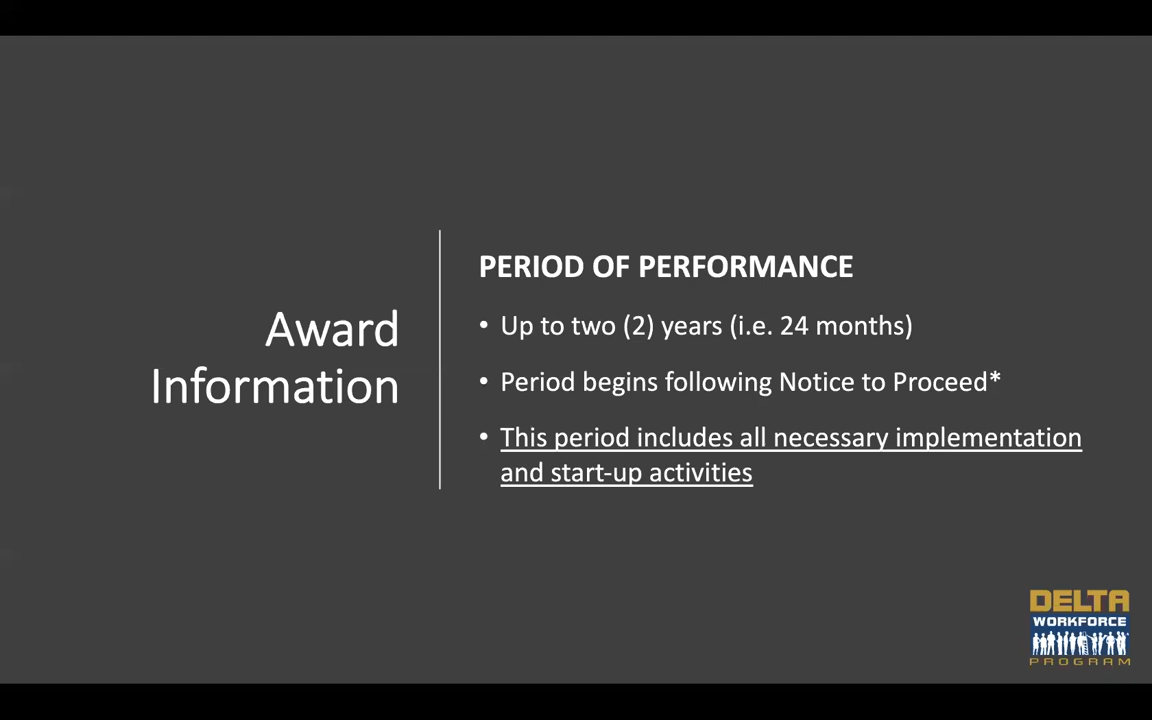 Award
Information
PERIOD OF PERFORMANCE
• Up to two (2) years (i.e. 24 months)
• Period begins following Notice to Proceed*
• This period includes all necessary implementation
and start-up activities
DELTA
WORKFORCE
PROGRAM